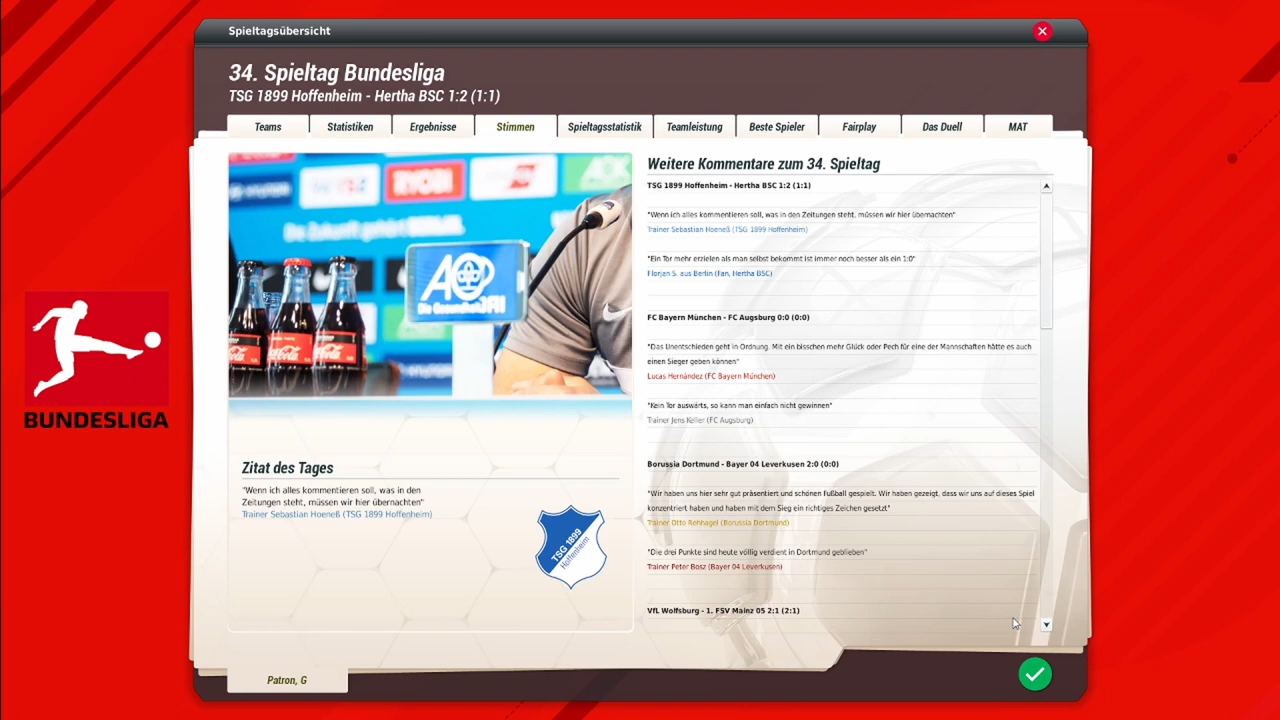 Spieltagsübersicht
34. Spieltag Bundesliga
TSG 1899 Hoffenheim - Hertha BSC 1:2 (1:1)
Teams
Statistiken
Ergebnisse
Stimmen
Spieltagsstatistik
Teamleistung
Beste Spieler
Fairplay
Das Duell
MAT
RYOBI
AOK
Die Zukunft gehört
AOK
Die Gesundheitskasse
Coca-Cola
BUNDESLIGA
Zitat des Tages
"Wenn ich alles kommentieren soll, was in den
Zeitungen steht, müssen wir hier übernachten"
Trainer Sebastian Hoeneß (TSG 1899 Hoffenheim)
TSG 1899
Hoffenheim
Weitere Kommentare zum 34. Spieltag
TSG 1899 Hoffenheim - Hertha BSC 1:2 (1:1)
"Wenn ich alles kommentieren soll, was in den Zeitungen steht, müssen wir hier übernachten"
Trainer Sebastian Hoeneß (TSG 1899 Hoffenheim)
"Ein Tor mehr erzielen als man selbst bekommt ist immer noch besser als ein 1:0"
Florjan S. aus Berlin (Fan, Hertha BSC)
FC Bayern München - FC Augsburg 0:0 (0:0)
"Das Unentschieden geht in Ordnung. Mit ein bisschen mehr Glück oder Pech für eine der Mannschaften hätte es auch
einen Sieger geben können"
Lucas Hernández (FC Bayern München)
"Kein Tor auswärts, so kann man einfach nicht gewinnen"
Trainer Jens Keller (FC Augsburg)
Borussia Dortmund - Bayer 04 Leverkusen 2:0 (0:0)
"Wir haben uns hier sehr gut präsentiert und schönen Fußball gespielt. Wir haben gezeigt, dass wir uns auf dieses Spiel
konzentriert haben und haben mit dem Sieg ein richtiges Zeichen gesetzt"
Trainer Otto Rehhagel (Borussia Dortmund)
"Die drei Punkte sind heute völlig verdient in Dortmund geblieben"
Trainer Peter Bosz (Bayer 04 Leverkusen)
VfL Wolfsburg - 1. FSV Mainz 05 2:1 (2:1)
Patron, G